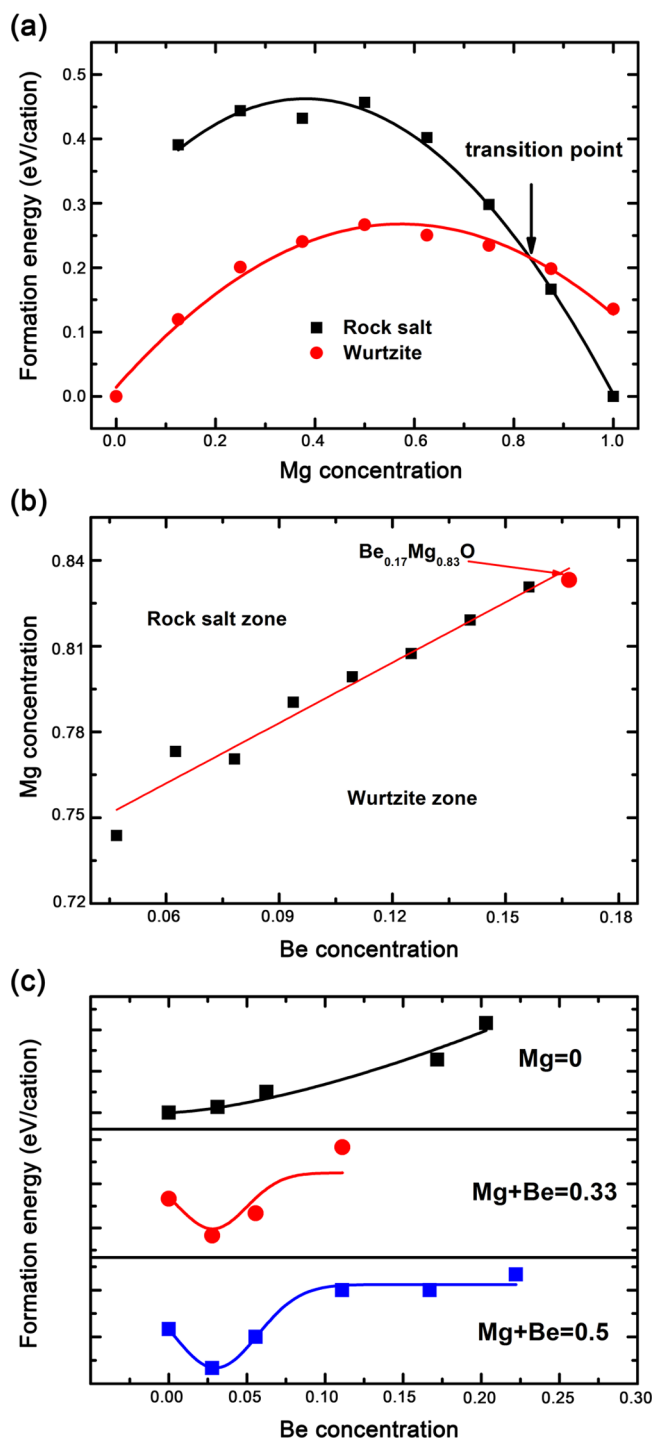 (a)
Formation energy (eV/cation)
0.5
0.4
0.3
0.2
0.1
0.0
transition point
Rock salt
Wurtzite
0.0 0.2 0.4 0.6 0.8 1.0
Mg concentration
(b)
Mg concentration
0.84
0.81
0.78
0.75
0.72
Be0.17Mg0.83O
Rock salt zone
Wurtzite zone
0.06 0.09 0.12 0.15 0.18
Be concentration
(c)
Formation energy (eV/cation)
Mg=0
Mg+Be=0.33
Mg+Be=0.5
0.00 0.05 0.10 0.15 0.20 0.25 0.30
Be concentration